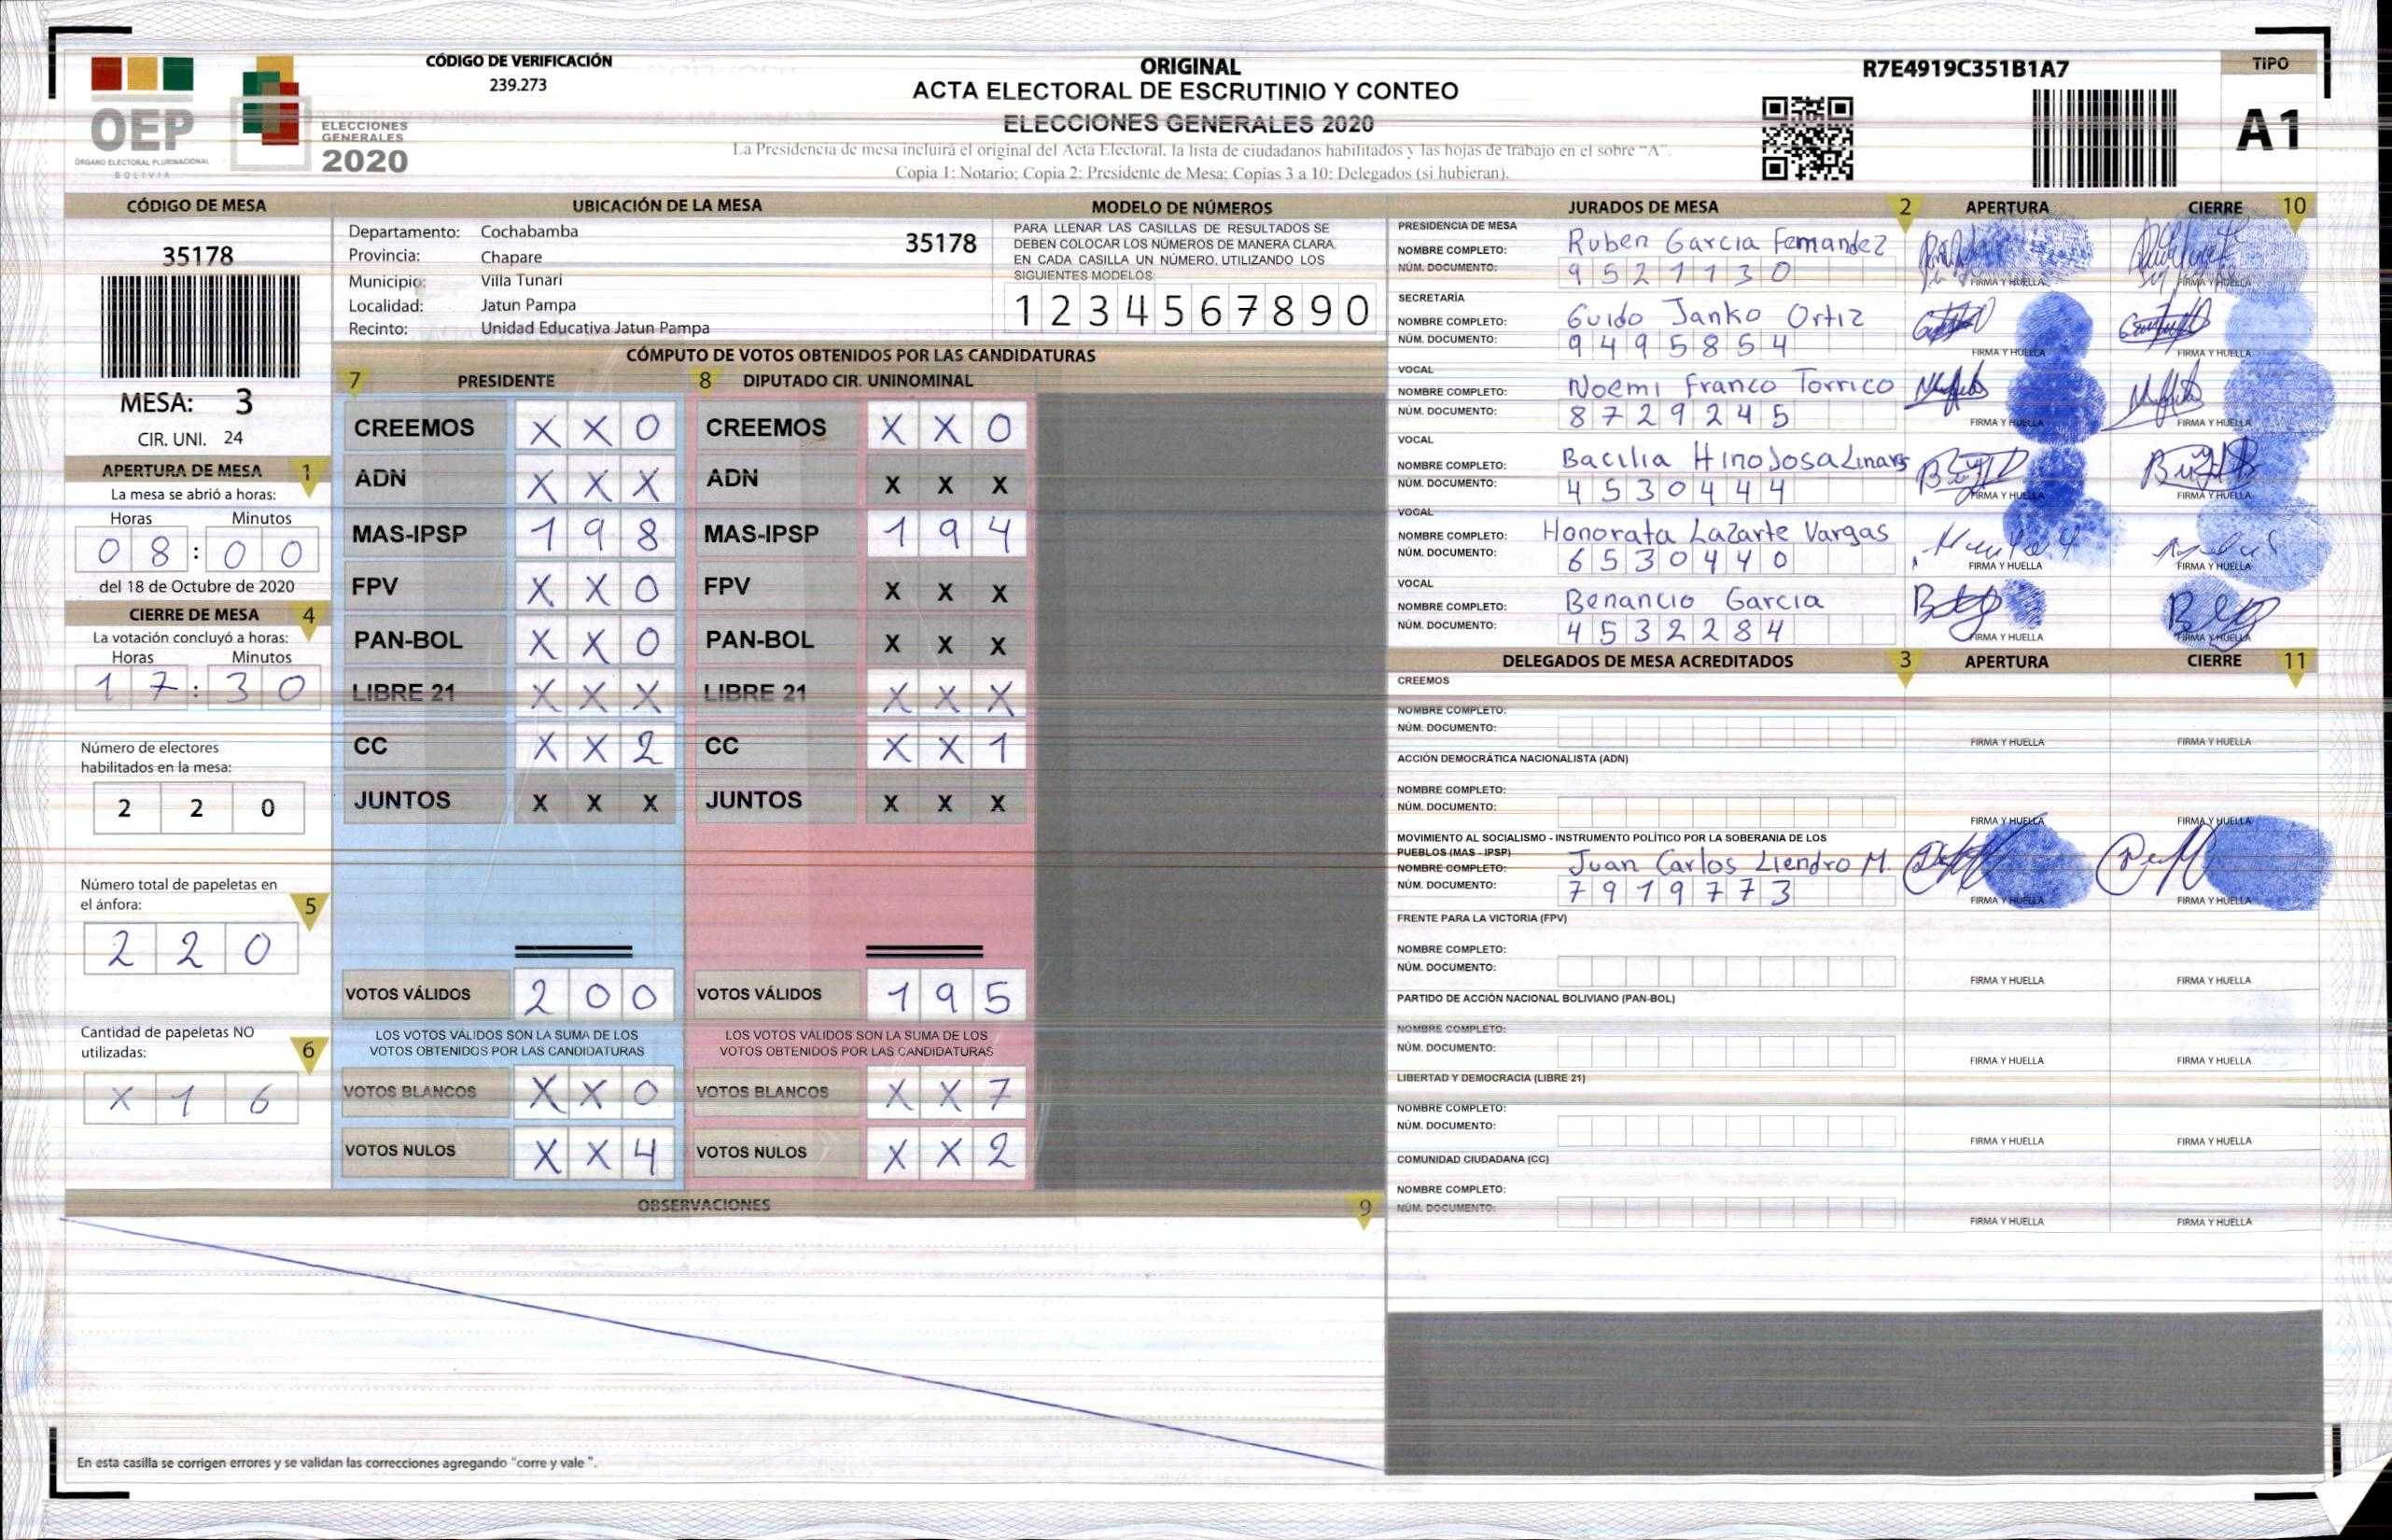 CÓDIGO DE VERIFICACIÓN
239.273
ORIGINAL
ACTA ELECTORAL DE ESCRUTINIO Y CONTEO
ELECCIONES GENERALES 2020
La Presidencia de mesa incluirá el original del Acta Electoral, la lista de ciudadanos habilitados y las hojas de trabajo en el sobre "A".
Copia 1: Notario; Copia 2: Presidente de Mesa; Copias 3 a 10: Delegados (si hubieran).
R7E4919C351B1A7
TIPO
A1
OEP
ÓRGANO ELECTORAL PLURINACIONAL
BOLIVIA
ELECCIONES
GENERALES
2020
CÓDIGO DE MESA
35178
MESA: 3
CIR. UNI. 24
APERTURA DE MESA 1
La mesa se abrió a horas:
Horas Minutos
0 8 : 0 0
del 18 de Octubre de 2020
CIERRE DE MESA 4
La votación concluyó a horas:
Horas Minutos
1 7 : 3 0
Número de electores
habilitados en la mesa:
2 2 0
Número total de papeletas en
el ánfora:
5
2 2 0
Cantidad de papeletas NO
utilizadas:
6
X 1 6
UBICACIÓN DE LA MESA
Departamento: Cochabamba
35178
Provincia: Chapare
Municipio: Villa Tunari
Localidad: Jatun Pampa
Recinto: Unidad Educativa Jatun Pampa
MODELO DE NÚMEROS
PARA LLENAR LAS CASILLAS DE RESULTADOS SE
DEBEN COLOCAR LOS NÚMEROS DE MANERA CLARA.
EN CADA CASILLA UN NÚMERO. UTILIZANDO LOS
SIGUIENTES MODELOS:
1 2 3 4 5 6 7 8 9 0
CÓMPUTO DE VOTOS OBTENIDOS POR LAS CANDIDATURAS
7 PRESIDENTE 8 DIPUTADO CIR. UNINOMINAL
CREEMOS X X 0 CREEMOS X X 0
ADN X X X ADN X X X
MAS-IPSP 1 9 8 MAS-IPSP 1 9 4
FPV X X 0 FPV X X X
PAN-BOL X X 0 PAN-BOL X X X
LIBRE 21 X X X LIBRE 21 X X X
CC X X 2 CC X X 1
JUNTOS X X X JUNTOS X X X
VOTOS VÁLIDOS 2 0 0 VOTOS VÁLIDOS 1 9 5
LOS VOTOS VÁLIDOS SON LA SUMA DE LOS LOS VOTOS VÁLIDOS SON LA SUMA DE LOS
VOTOS OBTENIDOS POR LAS CANDIDATURAS VOTOS OBTENIDOS POR LAS CANDIDATURAS
VOTOS BLANCOS X X 0 VOTOS BLANCOS X X 7
VOTOS NULOS X X 4 VOTOS NULOS X X 2
OBSERVACIONES 9
En esta casilla se corrigen errores y se validan las correcciones agregando "corre y vale ".
JURADOS DE MESA 2 APERTURA CIERRE 10
PRESIDENCIA DE MESA
NOMBRE COMPLETO: Ruben Garcia Fernandez
NÚM. DOCUMENTO: 9521130
FIRMA Y HUELLA FIRMA Y HUELLA
SECRETARÍA
NOMBRE COMPLETO: Guido Janko Ortiz
NÚM. DOCUMENTO: 9495854
FIRMA Y HUELLA FIRMA Y HUELLA
VOCAL
NOMBRE COMPLETO: Noemi Franco Torrico
NÚM. DOCUMENTO: 8729245
FIRMA Y HUELLA FIRMA Y HUELLA
VOCAL
NOMBRE COMPLETO: Bacilia HinoJosa Linares
NÚM. DOCUMENTO: 4530444
FIRMA Y HUELLA FIRMA Y HUELLA
VOCAL
NOMBRE COMPLETO: Honorata Lazarte Vargas
NÚM. DOCUMENTO: 6530440
FIRMA Y HUELLA FIRMA Y HUELLA
VOCAL
NOMBRE COMPLETO: Benancio Garcia
NÚM. DOCUMENTO: 4532284
FIRMA Y HUELLA FIRMA Y HUELLA
DELEGADOS DE MESA ACREDITADOS 3 APERTURA CIERRE 11
CREEMOS
NOMBRE COMPLETO:
NÚM. DOCUMENTO:
FIRMA Y HUELLA FIRMA Y HUELLA
ACCIÓN DEMOCRÁTICA NACIONALISTA (ADN)
NOMBRE COMPLETO:
NÚM. DOCUMENTO:
FIRMA Y HUELLA FIRMA Y HUELLA
MOVIMIENTO AL SOCIALISMO - INSTRUMENTO POLÍTICO POR LA SOBERANIA DE LOS
PUEBLOS (MAS - IPSP)
NOMBRE COMPLETO: Juan Carlos Liendro M.
NÚM. DOCUMENTO: 7919773
FIRMA Y HUELLA FIRMA Y HUELLA
FRENTE PARA LA VICTORIA (FPV)
NOMBRE COMPLETO:
NÚM. DOCUMENTO:
FIRMA Y HUELLA FIRMA Y HUELLA
PARTIDO DE ACCIÓN NACIONAL BOLIVIANO (PAN-BOL)
NOMBRE COMPLETO:
NÚM. DOCUMENTO:
FIRMA Y HUELLA FIRMA Y HUELLA
LIBERTAD Y DEMOCRACIA (LIBRE 21)
NOMBRE COMPLETO:
NÚM. DOCUMENTO:
FIRMA Y HUELLA FIRMA Y HUELLA
COMUNIDAD CIUDADANA (CC)
NOMBRE COMPLETO:
NÚM. DOCUMENTO:
FIRMA Y HUELLA FIRMA Y HUELLA